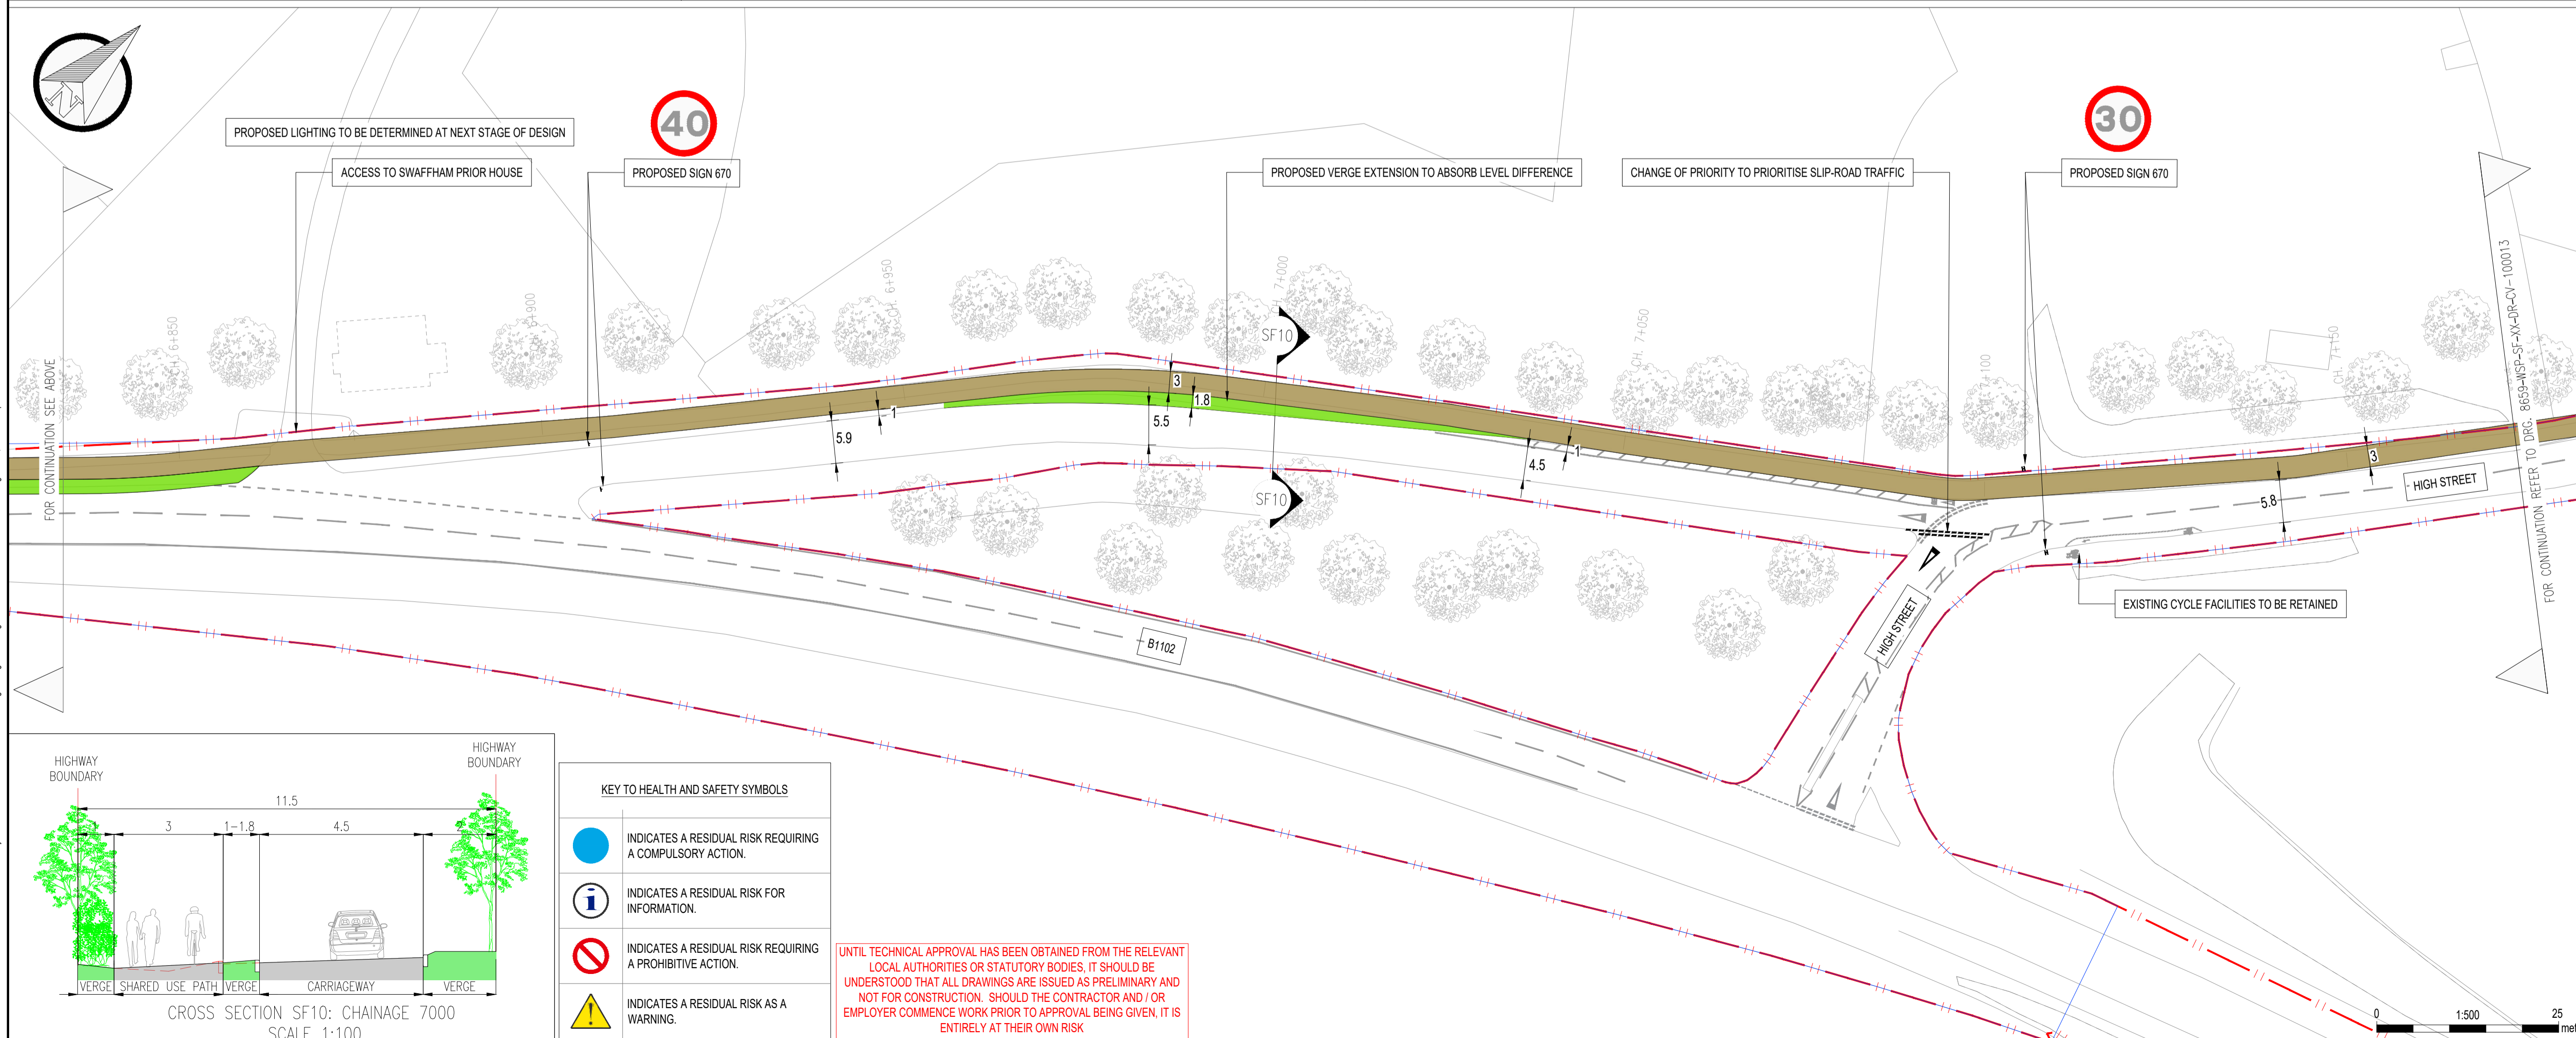 N
PROPOSED LIGHTING TO BE DETERMINED AT NEXT STAGE OF DESIGN
ACCESS TO SWAFFHAM PRIOR HOUSE
40
PROPOSED SIGN 670
PROPOSED VERGE EXTENSION TO ABSORB LEVEL DIFFERENCE
CHANGE OF PRIORITY TO PRIORITISE SLIP-ROAD TRAFFIC
30
PROPOSED SIGN 670
FOR CONTINUATION SEE ABOVE
6+850
6+900
CH. 6+950
7+000
CH. 7+050
7+100
CH. 7+150
SF10
SF10
5.9
1
5.5
3
1.8
4.5
1
5.8
3
HIGH STREET
HIGH STREET
B1102
EXISTING CYCLE FACILITIES TO BE RETAINED
FOR CONTINUATION REFER TO DRG. 8659-WSP-SF-XX-DR-CV-100013
HIGHWAY
BOUNDARY
HIGHWAY
BOUNDARY
11.5
1
3
1-1.8
4.5
2
VERGE
SHARED USE PATH
VERGE
CARRIAGEWAY
VERGE
CROSS SECTION SF10: CHAINAGE 7000
SCALE 1:100
KEY TO HEALTH AND SAFETY SYMBOLS
INDICATES A RESIDUAL RISK REQUIRING
A COMPULSORY ACTION.
i
INDICATES A RESIDUAL RISK FOR
INFORMATION.
INDICATES A RESIDUAL RISK REQUIRING
A PROHIBITIVE ACTION.
!
INDICATES A RESIDUAL RISK AS A
WARNING.
UNTIL TECHNICAL APPROVAL HAS BEEN OBTAINED FROM THE RELEVANT
LOCAL AUTHORITIES OR STATUTORY BODIES, IT SHOULD BE
UNDERSTOOD THAT ALL DRAWINGS ARE ISSUED AS PRELIMINARY AND
NOT FOR CONSTRUCTION. SHOULD THE CONTRACTOR AND / OR
EMPLOYER COMMENCE WORK PRIOR TO APPROVAL BEING GIVEN, IT IS
ENTIRELY AT THEIR OWN RISK
0
1:500
25